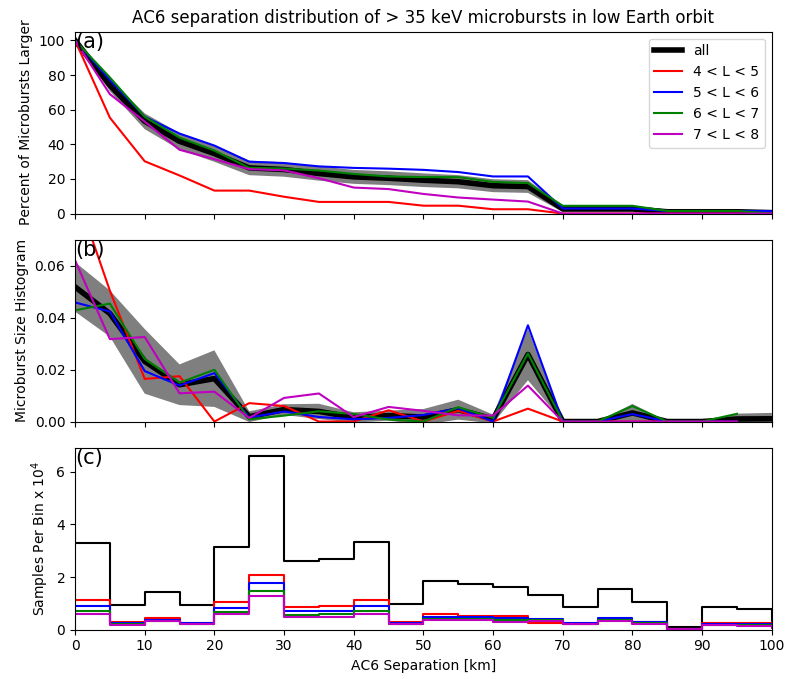 AC6 separation distribution of > 35 keV microbursts in low Earth orbit
(a)
Percent of Microbursts Larger
100
80
60
40
20
0
all
4 < L < 5
5 < L < 6
6 < L < 7
7 < L < 8
(b)
Microburst Size Histogram
0.06
0.04
0.02
0.00
(c)
Samples Per Bin x 10⁴
6
4
2
0
0 10 20 30 40 50 60 70 80 90 100
AC6 Separation [km]